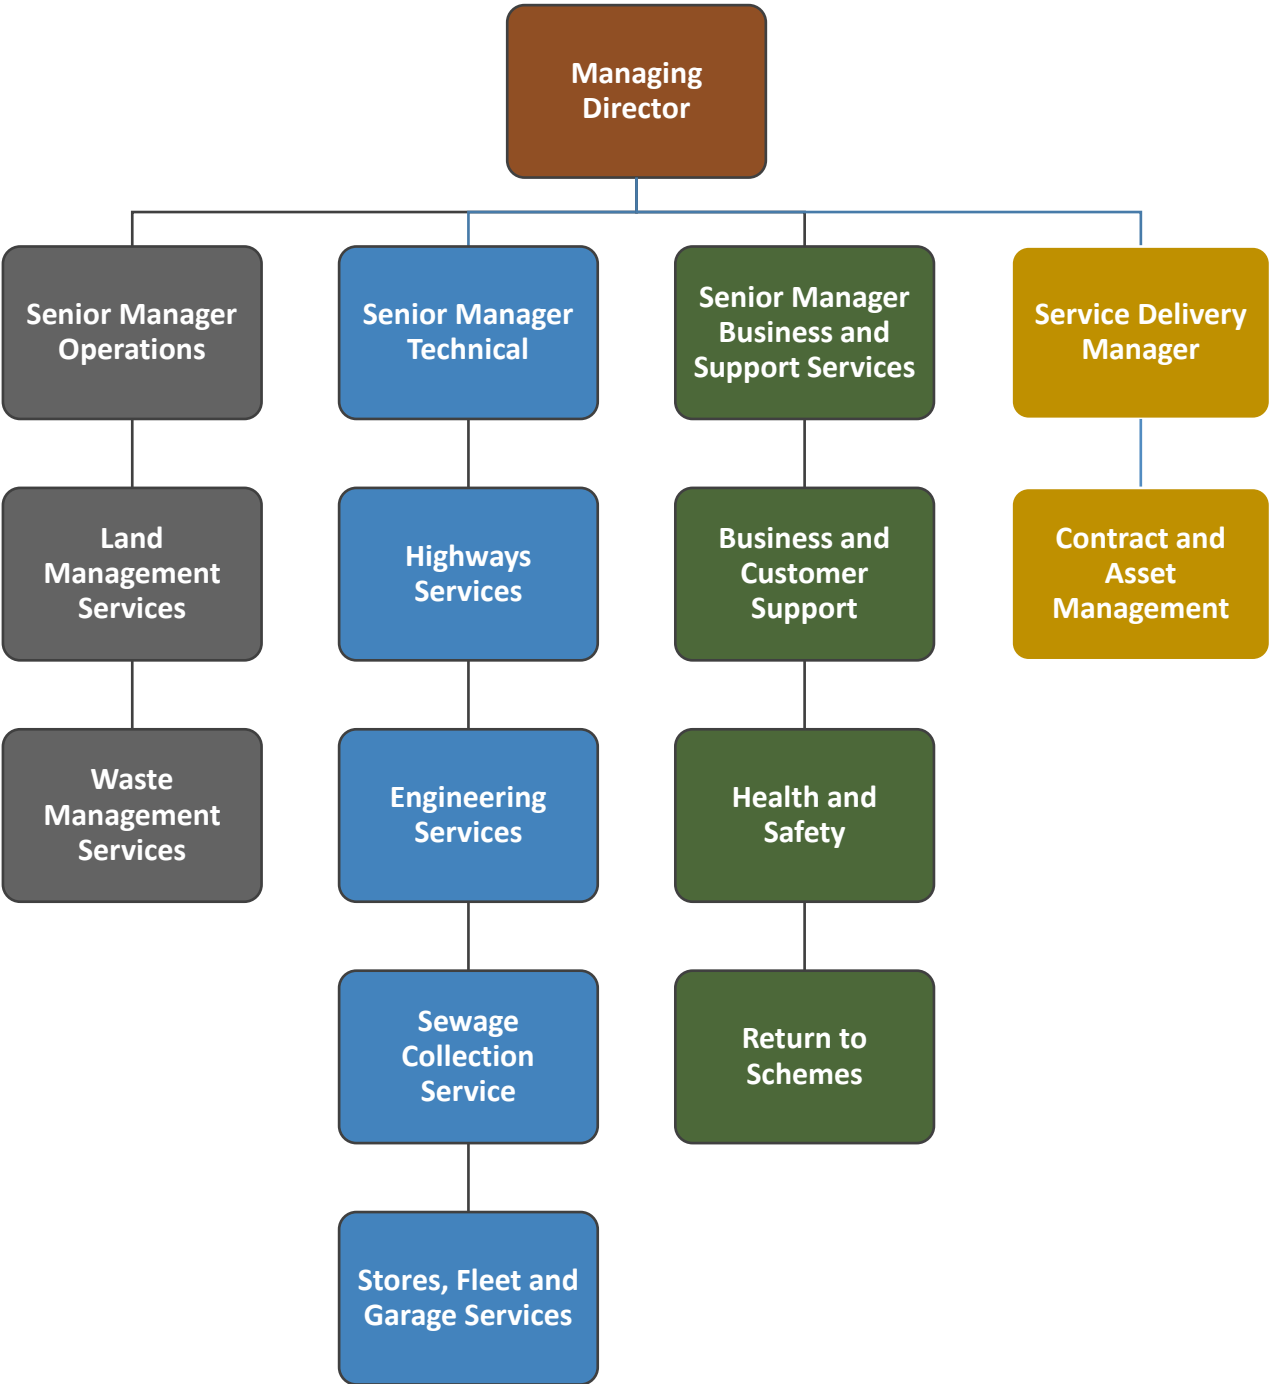 Managing
Director
Senior Manager
Operations
Senior Manager
Technical
Senior Manager
Business and
Support Services
Service Delivery
Manager
Land
Management
Services
Highways
Services
Business and
Customer
Support
Contract and
Asset
Management
Waste
Management
Services
Engineering
Services
Health and
Safety
Sewage
Collection
Service
Return to
Schemes
Stores, Fleet and
Garage Services